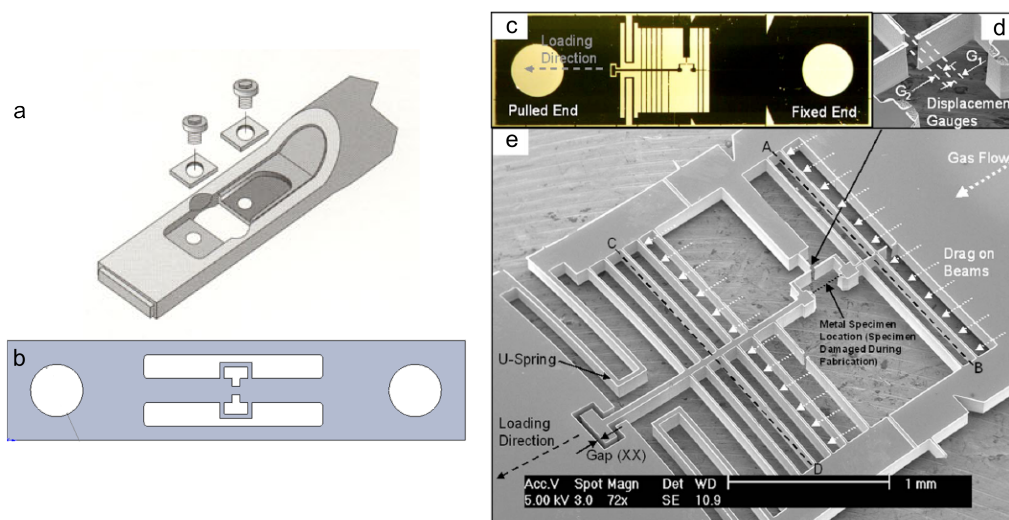 a
b
c
Loading
Direction
Pulled End
Fixed End
d
G1
G2
Displacement
Gauges
e
A
Gas Flow
C
Drag on
Beams
Metal Specimen
Location (Specimen
Damaged During
Fabrication)
U-Spring
B
Loading
Direction
Gap (XX)
D
Acc.V Spot Magn Det WD
5.00 kV 3.0 72x SE 10.9
1 mm